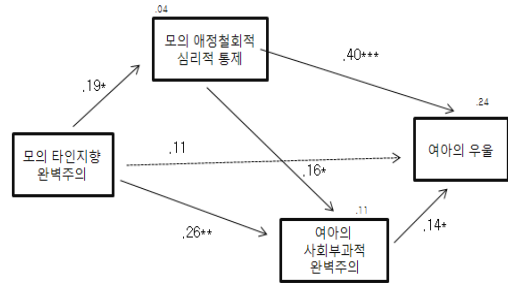 .04
모의 애정철회적
심리적 통제
.40***
.19*
.24
여아의 우울
모의 타인지향
완벽주의
.11
.16*
.11
여아의
사회부과적
완벽주의
.26**
.14*